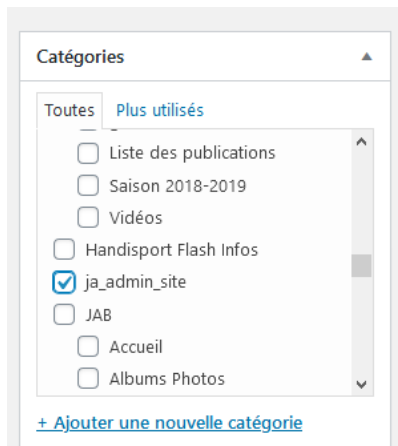 Catégories
Toutes Plus utilisés
Liste des publications
Saison 2018-2019
Vidéos
Handisport Flash Infos
ja_admin_site
JAB
Accueil
Albums Photos
+ Ajouter une nouvelle catégorie